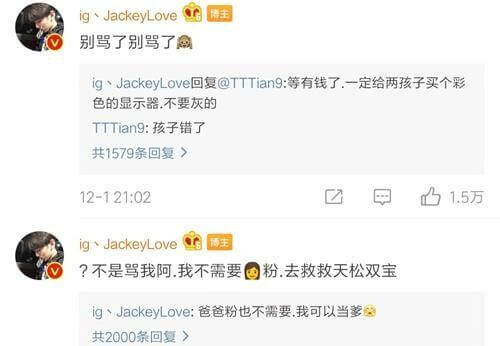 ig丶JackeyLove 博主
别骂了别骂了🙈
ig丶JackeyLove回复@TTTian9:等有钱了.一定给两孩子买个彩
色的显示器.不要灰的
TTTian9: 孩子错了
共1579条回复 >
12-1 21:02
1.5万
ig丶JackeyLove 博主
？不是骂我阿.我不需要👩粉.去救救天松双宝
ig丶JackeyLove: 爸爸粉也不需要.我可以当爹😪
共2000条回复 >